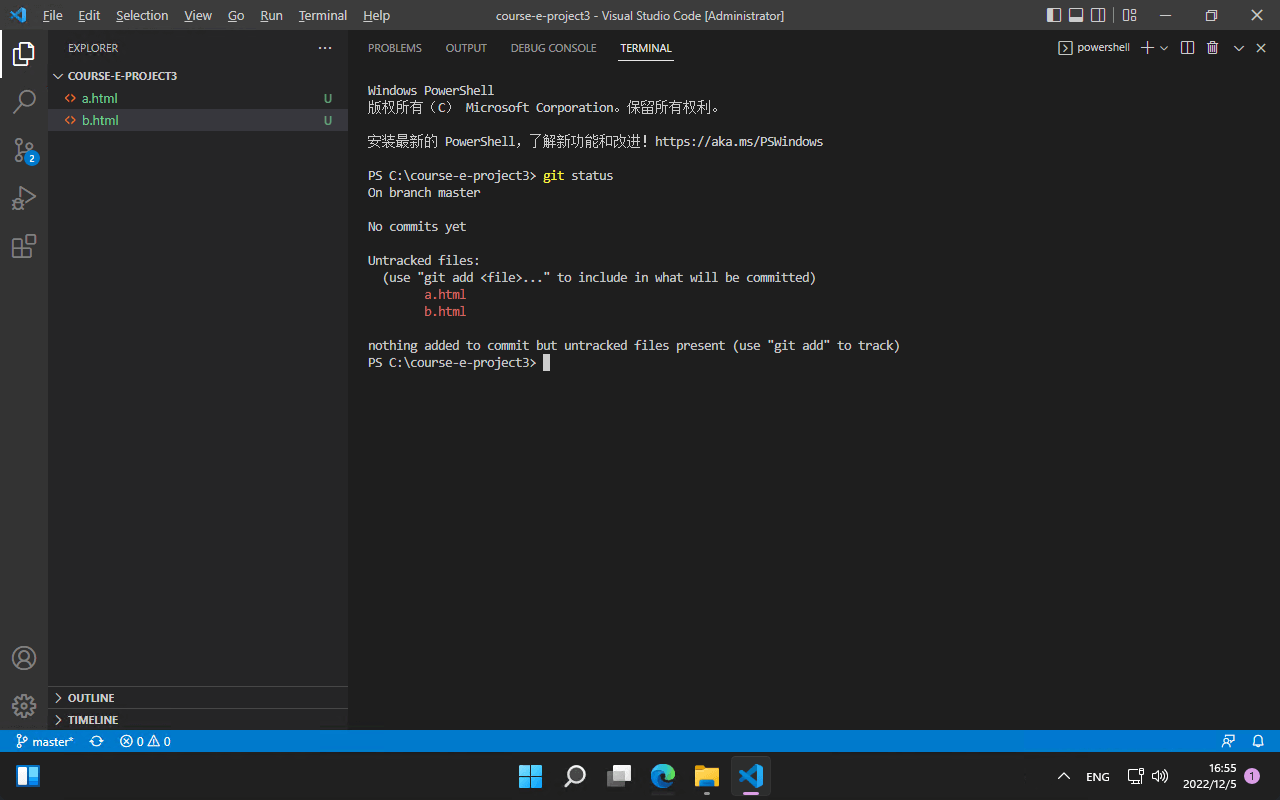 File Edit Selection View Go Run Terminal Help
course-e-project3 - Visual Studio Code [Administrator]
EXPLORER
COURSE-E-PROJECT3
a.html U
b.html U
2
OUTLINE
TIMELINE
PROBLEMS OUTPUT DEBUG CONSOLE TERMINAL
powershell
Windows PowerShell
版权所有（C） Microsoft Corporation。保留所有权利。
安装最新的 PowerShell，了解新功能和改进！https://aka.ms/PSWindows
PS C:\course-e-project3> git status
On branch master
No commits yet
Untracked files:
(use "git add <file>..." to include in what will be committed)
a.html
b.html
nothing added to commit but untracked files present (use "git add" to track)
PS C:\course-e-project3>
master* 0 0
ENG
16:55
2022/12/5
1